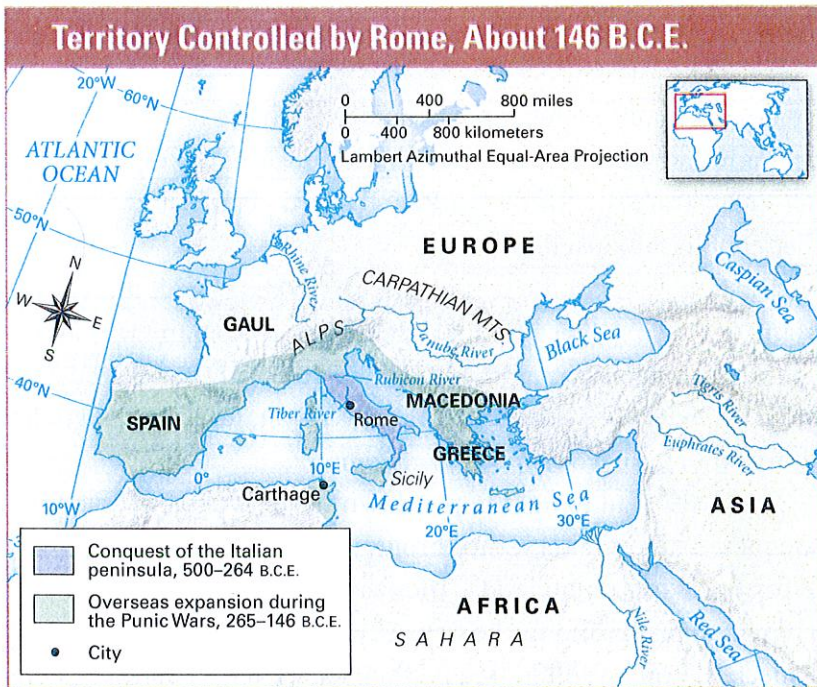 Territory Controlled by Rome, About 146 B.C.E.
20°W
60°N
0 400 800 miles
0 400 800 kilometers
Lambert Azimuthal Equal-Area Projection
ATLANTIC
OCEAN
50°N
EUROPE
Rhine River
CARPATHIAN MTS.
Caspian Sea
N
W
E
S
GAUL
ALPS
Danube River
Black Sea
40°N
Rubicon River
Tigris River
SPAIN
Tiber River
Rome
MACEDONIA
GREECE
Euphrates River
0°
10°E
Sicily
Carthage
10°W
Mediterranean Sea
20°E
30°E
ASIA
Conquest of the Italian
peninsula, 500–264 B.C.E.
Overseas expansion during
the Punic Wars, 265–146 B.C.E.
City
AFRICA
SAHARA
Nile River
Red Sea